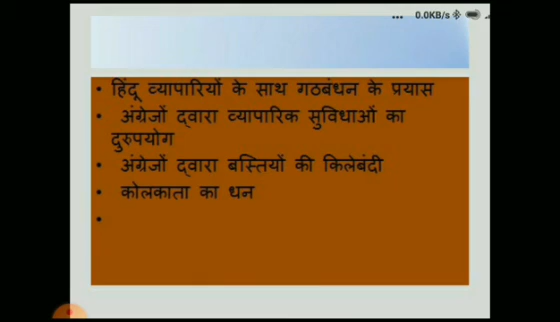 ... 0.0KB/s
• हिंदू व्यापारियों के साथ गठबंधन के प्रयास
• अंग्रेजों द्वारा व्यापारिक सुविधाओं का
दुरुपयोग
• अंग्रेजों द्वारा बस्तियों की किलेबंदी
• कोलकाता का धन
•